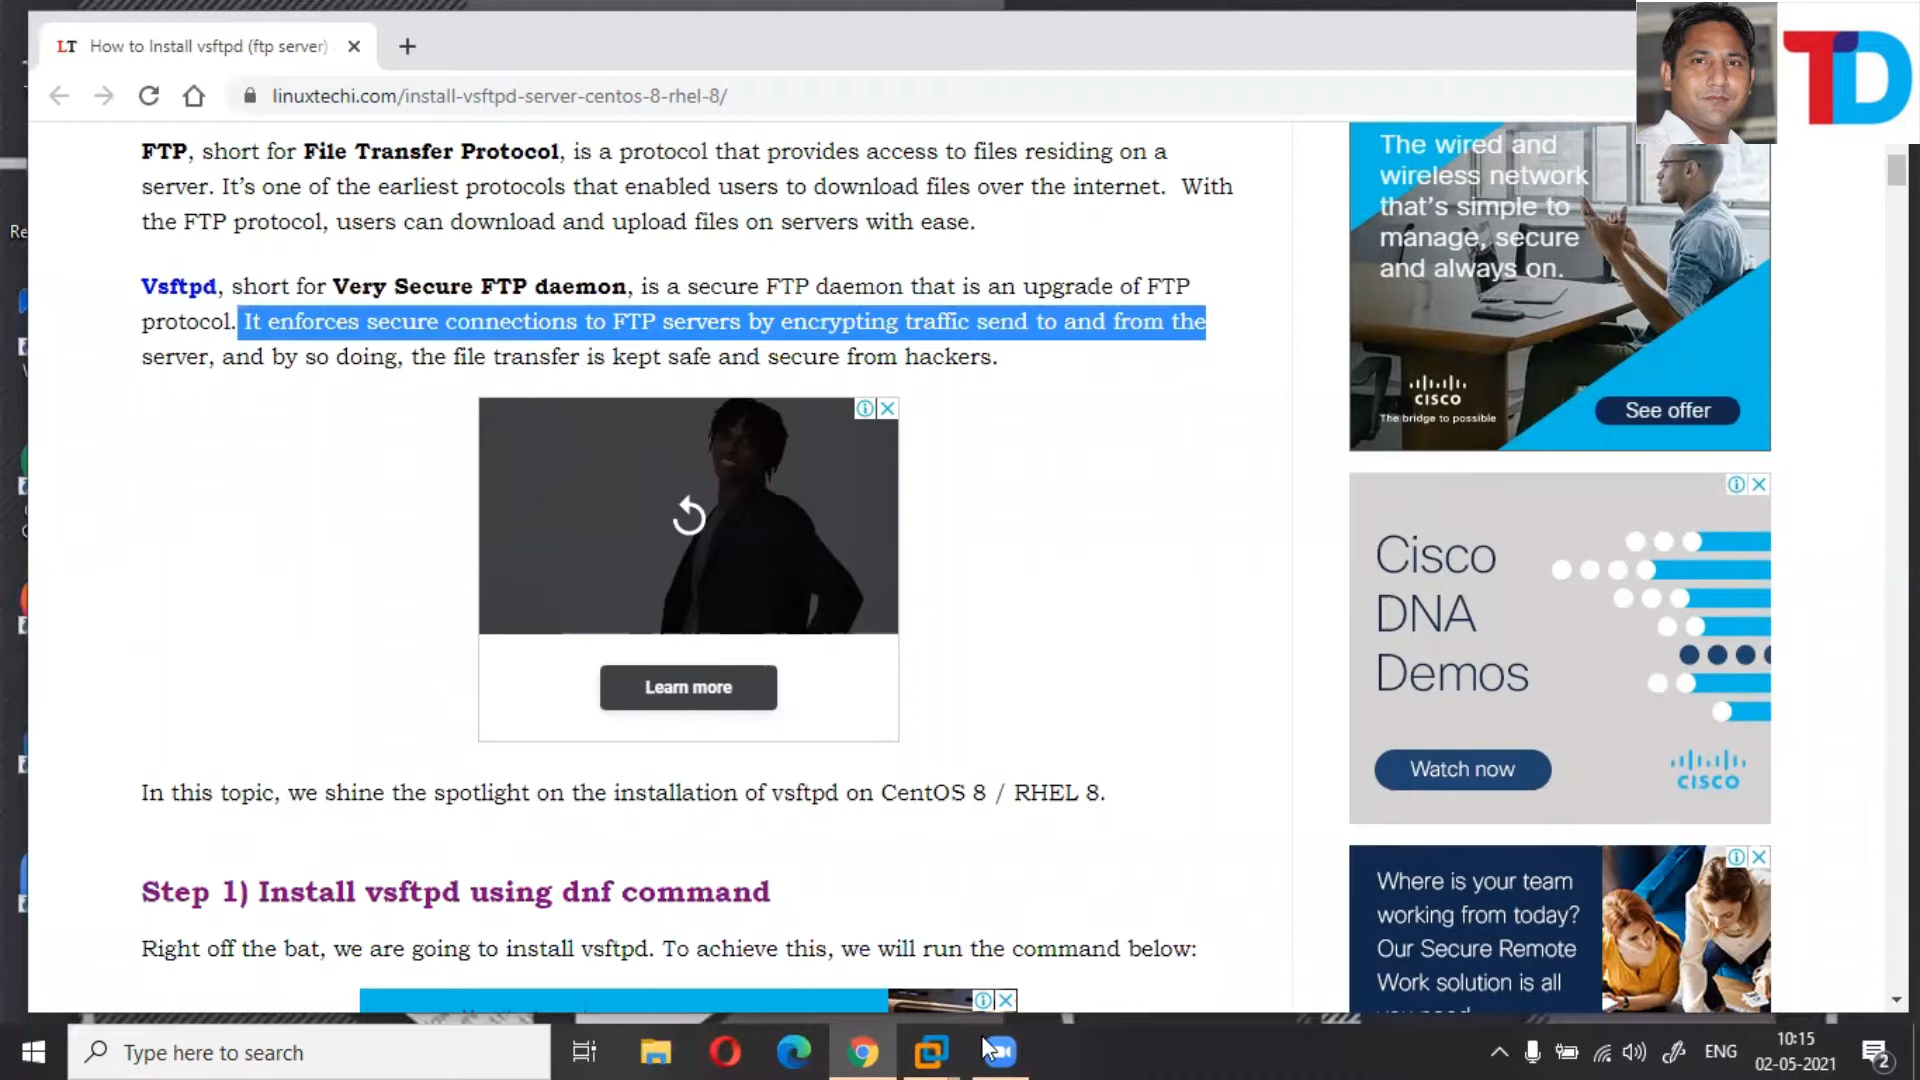 LT How to Install vsftpd (ftp server)
linuxtechi.com/install-vsftpd-server-centos-8-rhel-8/
TD
FTP, short for File Transfer Protocol, is a protocol that provides access to files residing on a
server. It’s one of the earliest protocols that enabled users to download files over the internet. With
the FTP protocol, users can download and upload files on servers with ease.
Vsftpd, short for Very Secure FTP daemon, is a secure FTP daemon that is an upgrade of FTP
protocol. It enforces secure connections to FTP servers by encrypting traffic send to and from the
server, and by so doing, the file transfer is kept safe and secure from hackers.
Learn more
In this topic, we shine the spotlight on the installation of vsftpd on CentOS 8 / RHEL 8.
Step 1) Install vsftpd using dnf command
Right off the bat, we are going to install vsftpd. To achieve this, we will run the command below:
The wired and
wireless network
that’s simple to
manage, secure
and always on.
CISCO
The bridge to possible
See offer
Cisco
DNA
Demos
Watch now
CISCO
Where is your team
working from today?
Our Secure Remote
Work solution is all
Re
Type here to search
ENG
10:15
02-05-2021
2